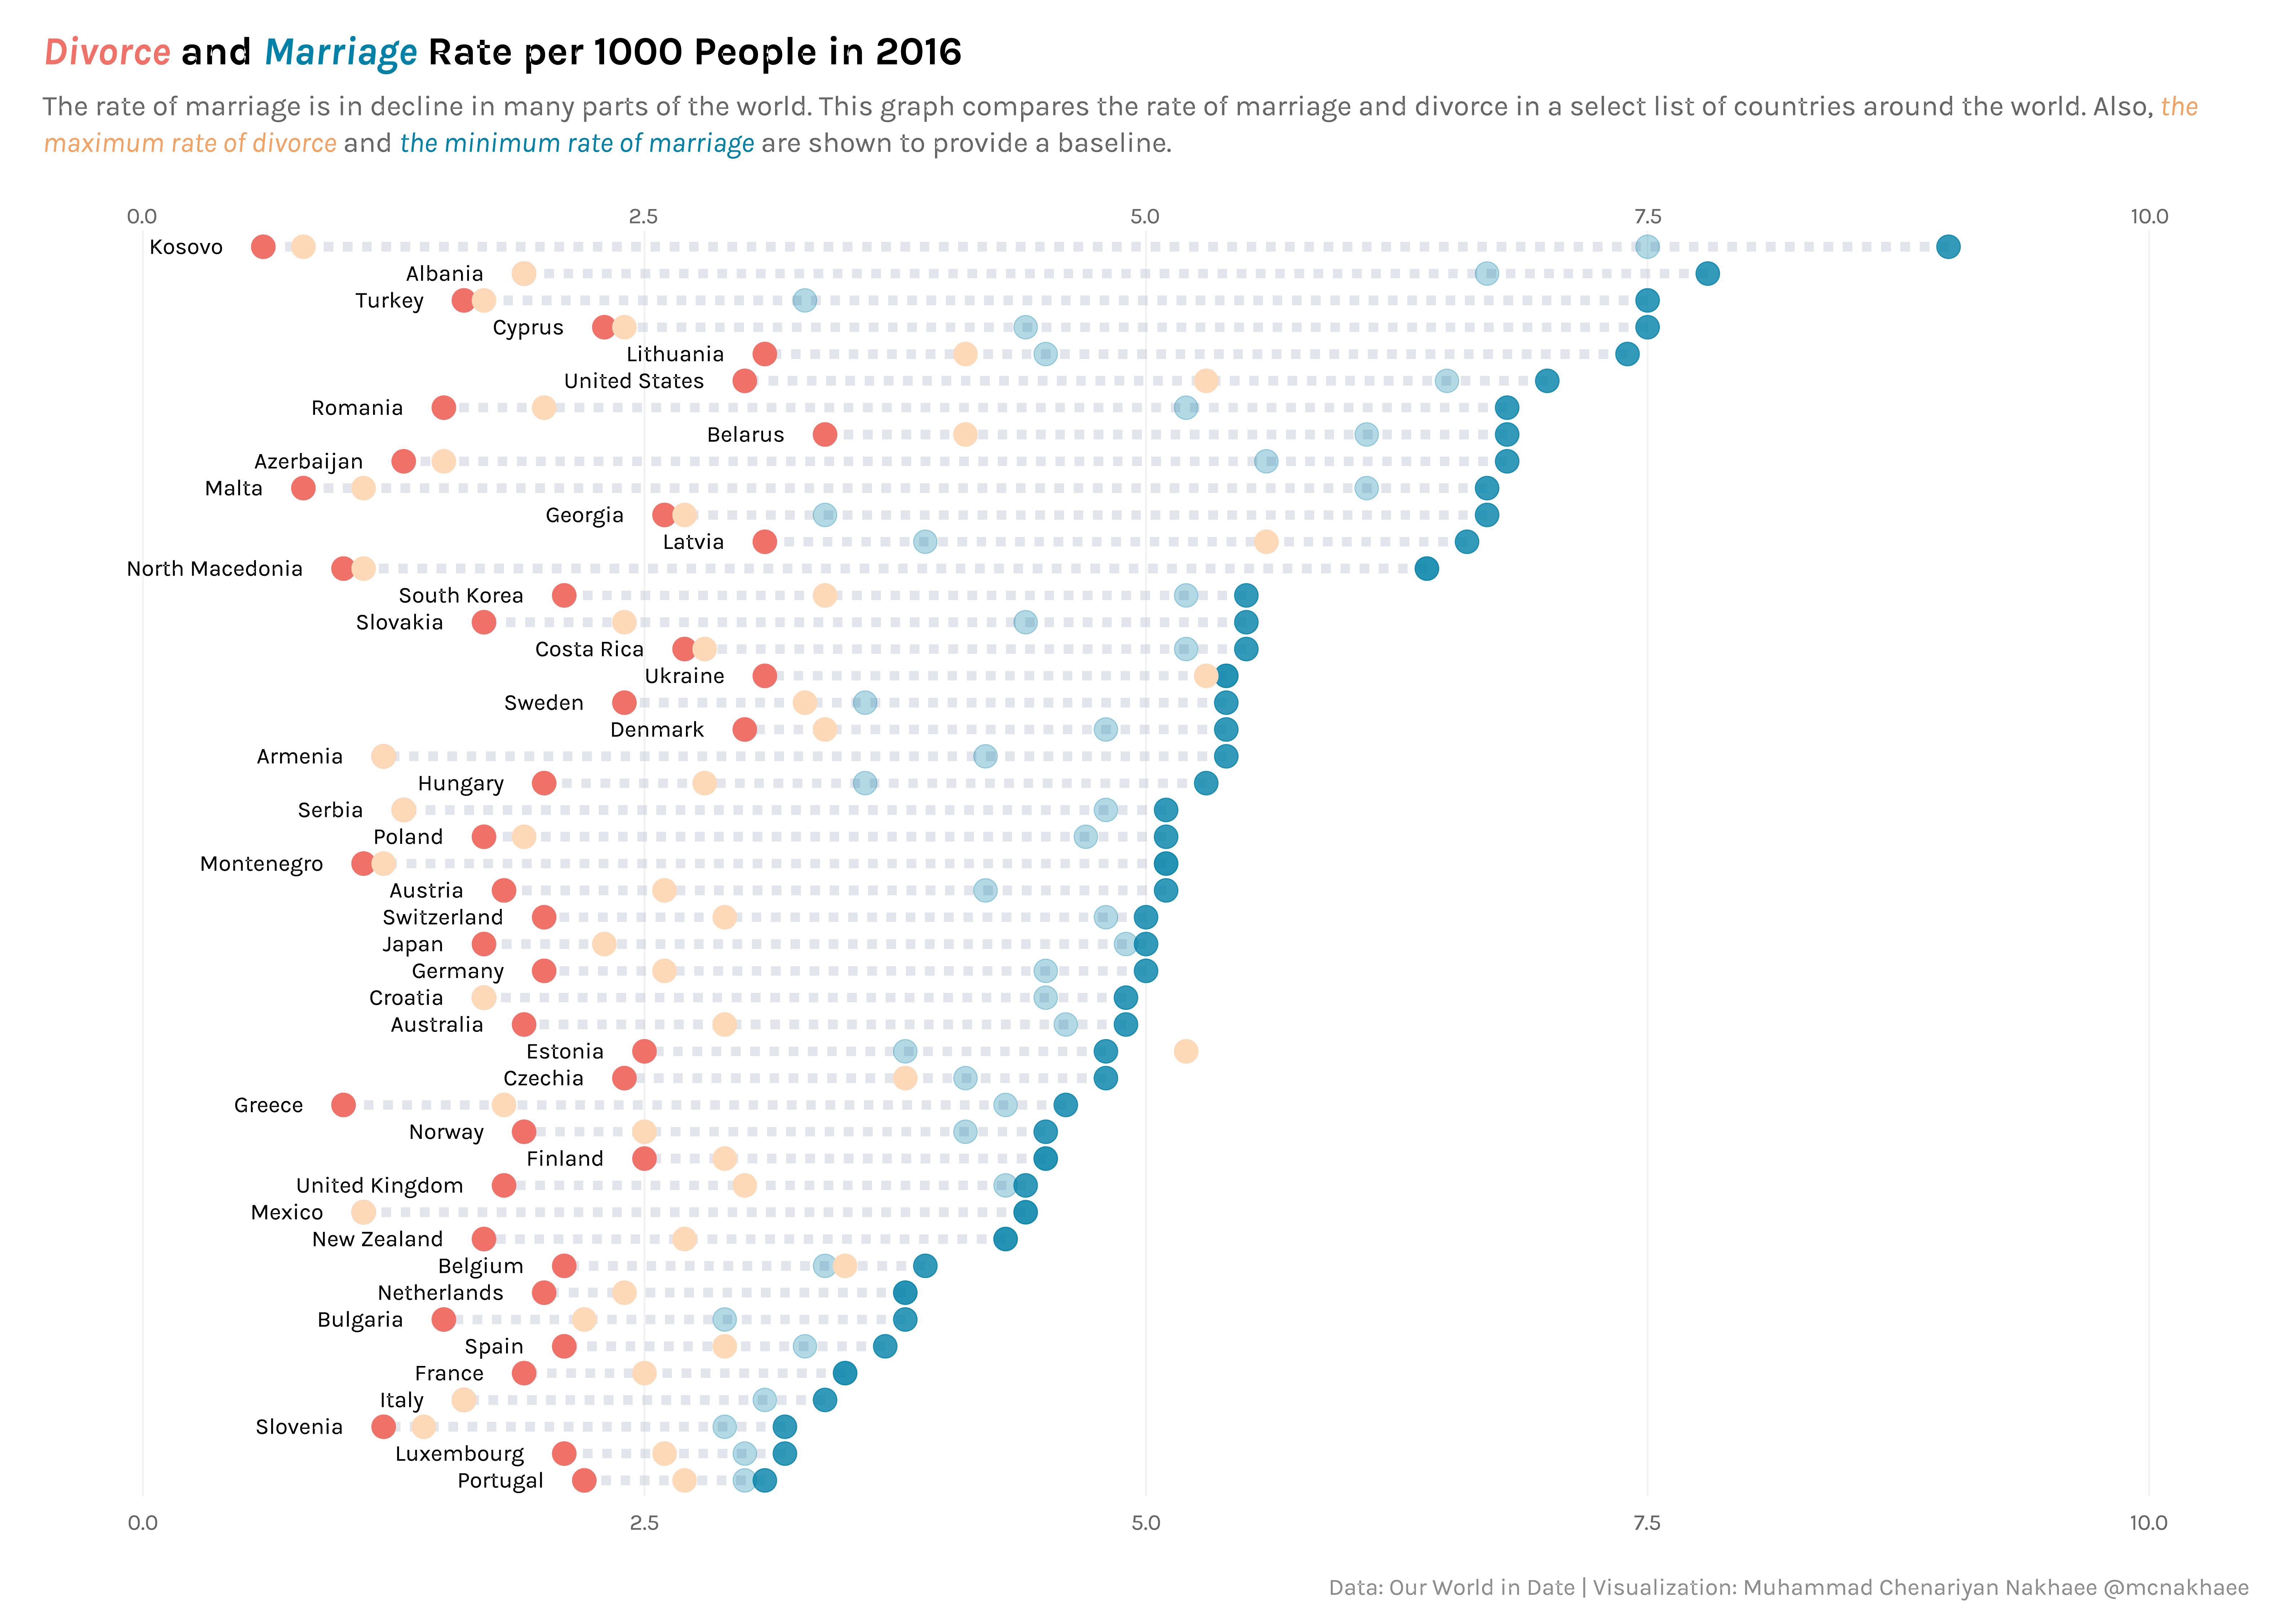 Divorce and Marriage Rate per 1000 People in 2016
The rate of marriage is in decline in many parts of the world. This graph compares the rate of marriage and divorce in a select list of countries around the world. Also, the
maximum rate of divorce and the minimum rate of marriage are shown to provide a baseline.
0.0 2.5 5.0 7.5 10.0
Kosovo
Albania
Turkey
Cyprus
Lithuania
United States
Romania
Belarus
Azerbaijan
Malta
Georgia
Latvia
North Macedonia
South Korea
Slovakia
Costa Rica
Ukraine
Sweden
Denmark
Armenia
Hungary
Serbia
Poland
Montenegro
Austria
Switzerland
Japan
Germany
Croatia
Australia
Estonia
Czechia
Greece
Norway
Finland
United Kingdom
Mexico
New Zealand
Belgium
Netherlands
Bulgaria
Spain
France
Italy
Slovenia
Luxembourg
Portugal
0.0 2.5 5.0 7.5 10.0
Data: Our World in Date | Visualization: Muhammad Chenariyan Nakhaee @mcnakhaee